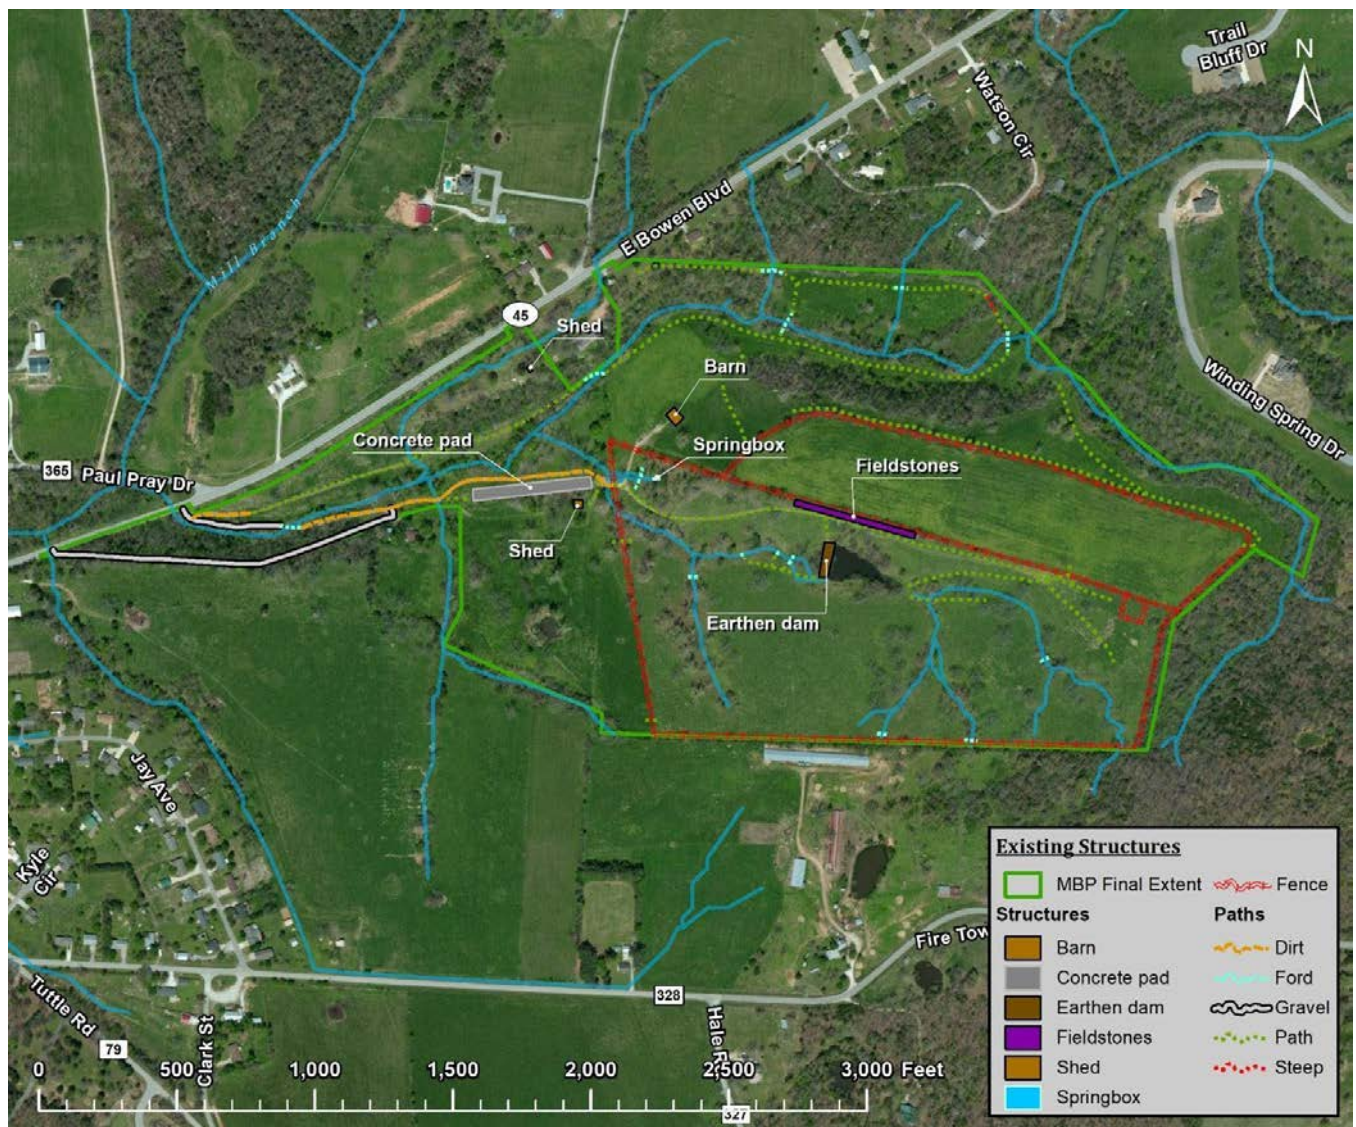 Trail
Bluff Dr
N
Watson Cir
E Bowen Blvd
Mill Branch
45
Shed
Barn
Winding Spring Dr
Concrete pad
Springbox
Fieldstones
365
Paul Pray Dr
Shed
Earthen dam
Jay Ave
Kyle
Cir
Existing Structures
MBP Final Extent
Fence
Structures
Paths
Barn
Dirt
Concrete pad
Ford
Earthen dam
Gravel
Fieldstones
Path
Shed
Steep
Springbox
Fire Tow
328
Tuttle Rd
Clark St
Hale R
79
0 500 1,000 1,500 2,000 2,500 3,000 Feet
327